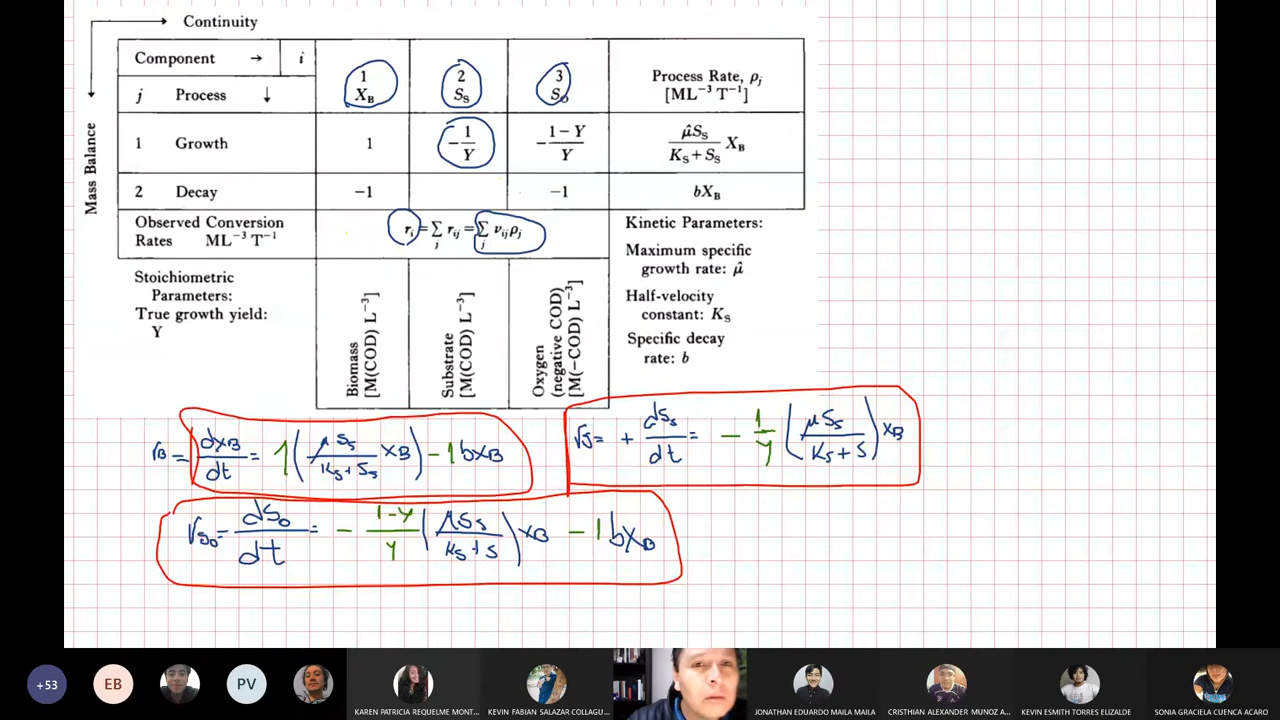 Continuity
Mass Balance
Component → i
j Process ↓
1 X_B
2 S_S
3 S_O
Process Rate, ρ_j [ML⁻³ T⁻¹]
1 Growth
1
−1/Y
−(1−Y)/Y
μ̂S_S/(K_S+S_S) X_B
2 Decay
−1
−1
bX_B
Observed Conversion
Rates ML⁻³ T⁻¹
r_i = Σ_j r_ij = Σ_j ν_ij ρ_j
Kinetic Parameters:
Maximum specific
growth rate: μ̂
Half-velocity
constant: K_S
Specific decay
rate: b
Stoichiometric
Parameters:
True growth yield:
Y
Biomass
[M(COD) L⁻³]
Substrate
[M(COD) L⁻³]
Oxygen
(negative COD)
[M(−COD) L⁻³]
r_B = dX_B/dt = 1(μS_S/(K_S+S_S) X_B) − 1bX_B
r_S = + dS_S/dt = − 1/Y (μS_S/(K_S+S)) X_B
r_SO = dS_O/dt = − (1−Y)/Y (μS_S/(K_S+S)) X_B − 1 bX_B
+53
EB
PV
KAREN PATRICIA REQUELME MONT...
KEVIN FABIAN SALAZAR COLLAGU...
JONATHAN EDUARDO MAILA MAILA
CRISTHIAN ALEXANDER MUNOZ A...
KEVIN ESMITH TORRES ELIZALDE
SONIA GRACIELA CUENCA ACARO